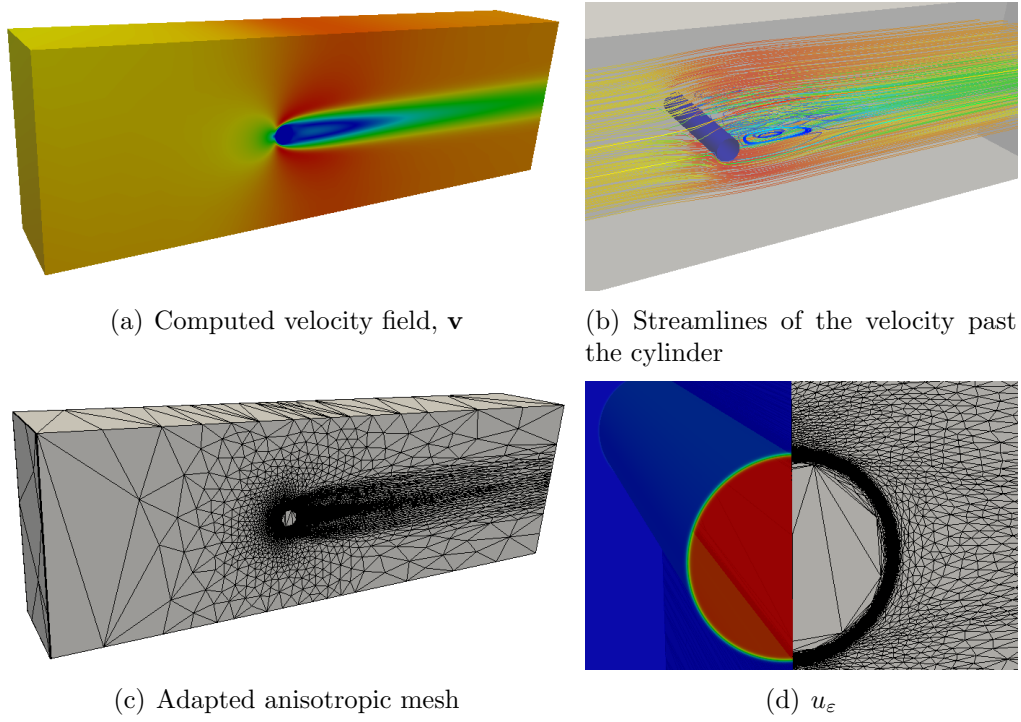 (a) Computed velocity field, v
(b) Streamlines of the velocity past
the cylinder
(c) Adapted anisotropic mesh
(d) uε